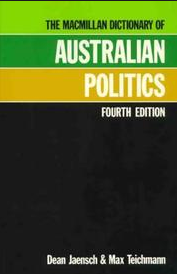 THE MACMILLAN DICTIONARY OF
AUSTRALIAN
POLITICS
FOURTH EDITION
Dean Jaensch & Max Teichmann